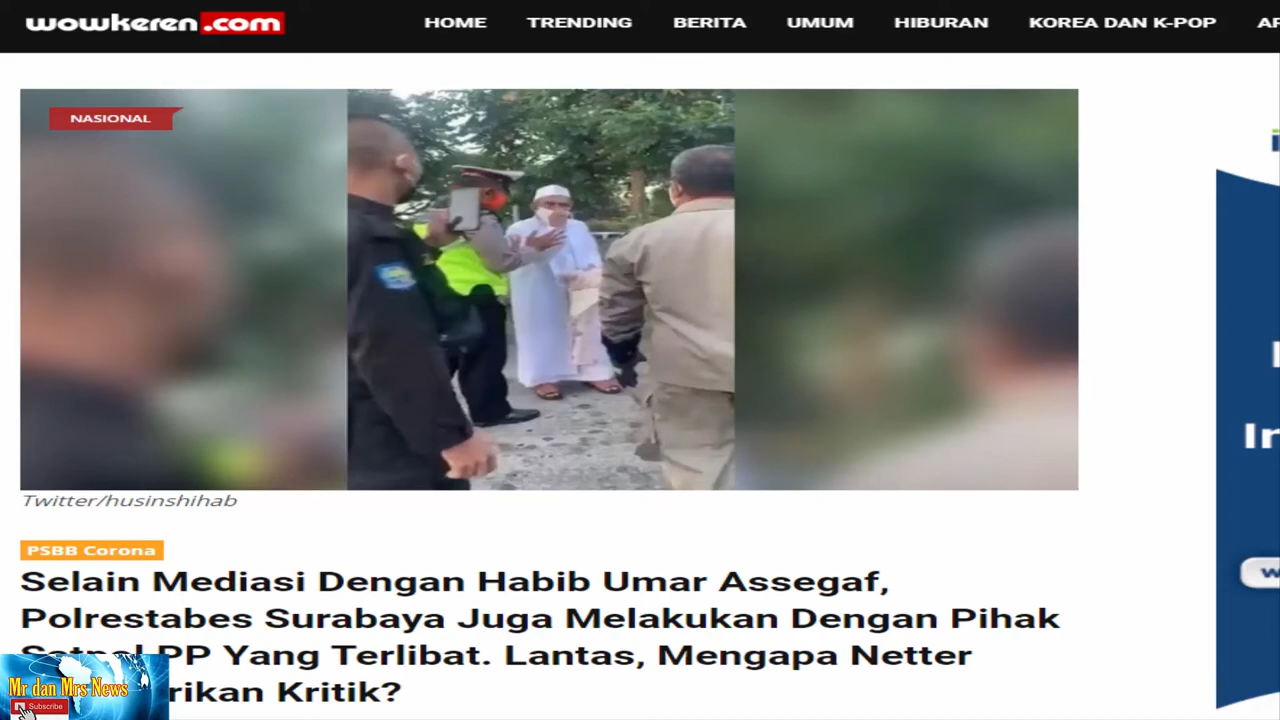 wowkeren.com
HOME TRENDING BERITA UMUM HIBURAN KOREA DAN K-POP
NASIONAL
Twitter/husinshihab
PSBB Corona
Selain Mediasi Dengan Habib Umar Assegaf,
Polrestabes Surabaya Juga Melakukan Dengan Pihak
PP Yang Terlibat. Lantas, Mengapa Netter
Kritik?
Mr dan Mrs News
Subscribe